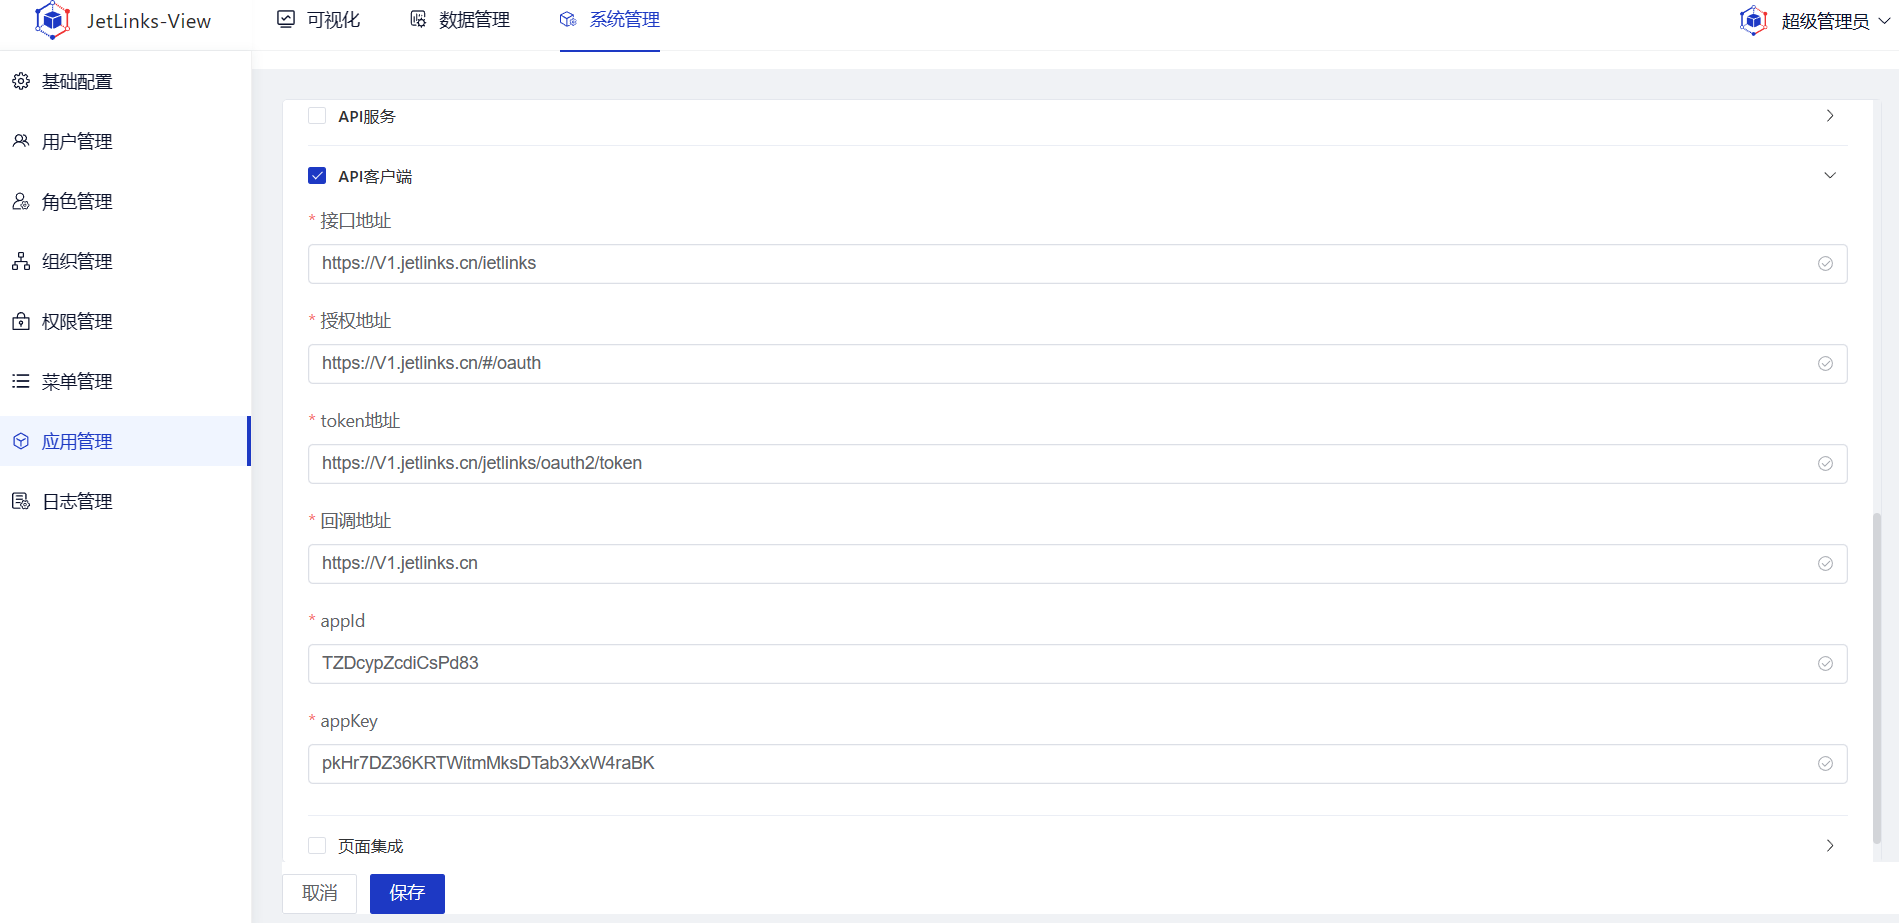 JetLinks-View
可视化
数据管理
系统管理
超级管理员
基础配置
用户管理
角色管理
组织管理
权限管理
菜单管理
应用管理
日志管理
API服务
API客户端
* 接口地址
https://V1.jetlinks.cn/ietlinks
* 授权地址
https://V1.jetlinks.cn/#/oauth
* token地址
https://V1.jetlinks.cn/jetlinks/oauth2/token
* 回调地址
https://V1.jetlinks.cn
* appId
TZDcypZcdiCsPd83
* appKey
pkHr7DZ36KRTWitmMksDTab3XxW4raBK
页面集成
取消
保存